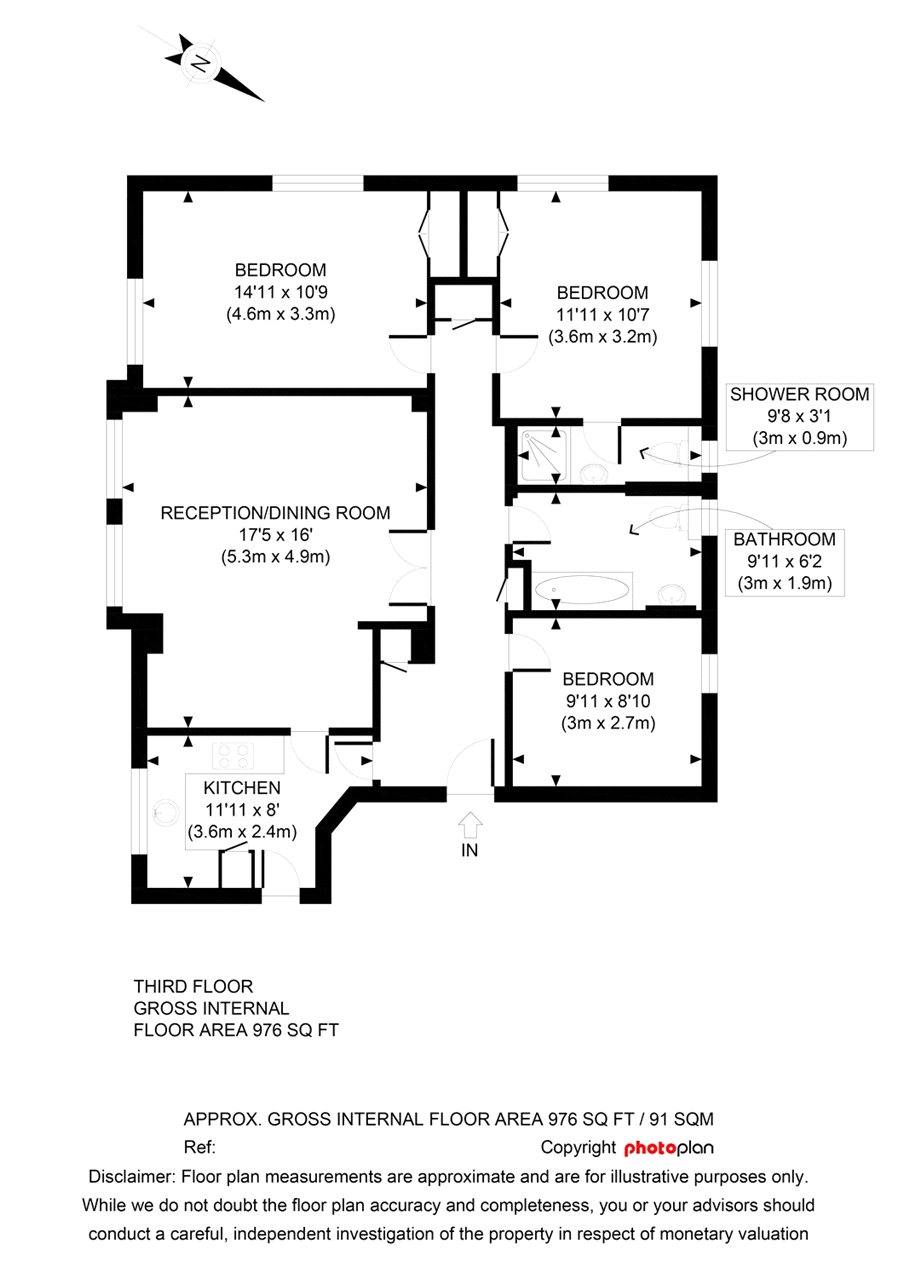 N
BEDROOM
14'11 x 10'9
(4.6m x 3.3m)
BEDROOM
11'11 x 10'7
(3.6m x 3.2m)
SHOWER ROOM
9'8 x 3'1
(3m x 0.9m)
RECEPTION/DINING ROOM
17'5 x 16'
(5.3m x 4.9m)
BATHROOM
9'11 x 6'2
(3m x 1.9m)
BEDROOM
9'11 x 8'10
(3m x 2.7m)
KITCHEN
11'11 x 8'
(3.6m x 2.4m)
IN
THIRD FLOOR
GROSS INTERNAL
FLOOR AREA 976 SQ FT
APPROX. GROSS INTERNAL FLOOR AREA 976 SQ FT / 91 SQM
Ref: Copyright photoplan
Disclaimer: Floor plan measurements are approximate and are for illustrative purposes only.
While we do not doubt the floor plan accuracy and completeness, you or your advisors should
conduct a careful, independent investigation of the property in respect of monetary valuation